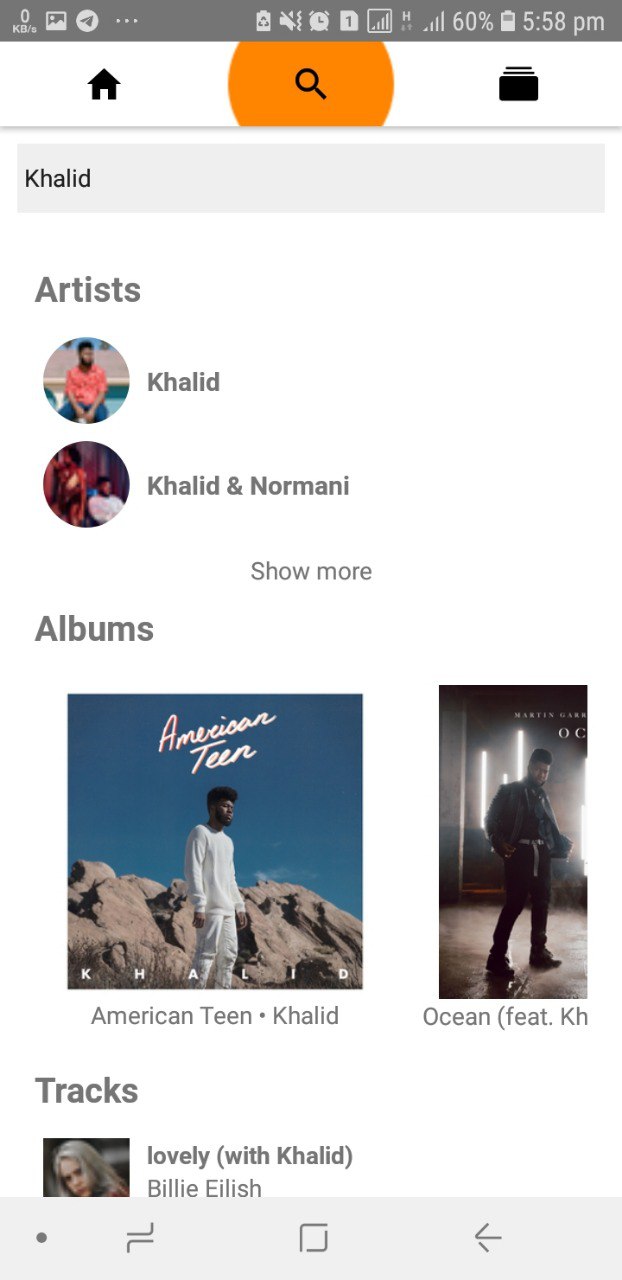 0
KB/s
1
H
60%
5:58 pm
Khalid
Artists
Khalid
Khalid & Normani
Show more
Albums
American
Teen
K H A L I D
MARTIN GARR
OC
American Teen • Khalid
Ocean (feat. Kh
Tracks
lovely (with Khalid)
Billie Eilish